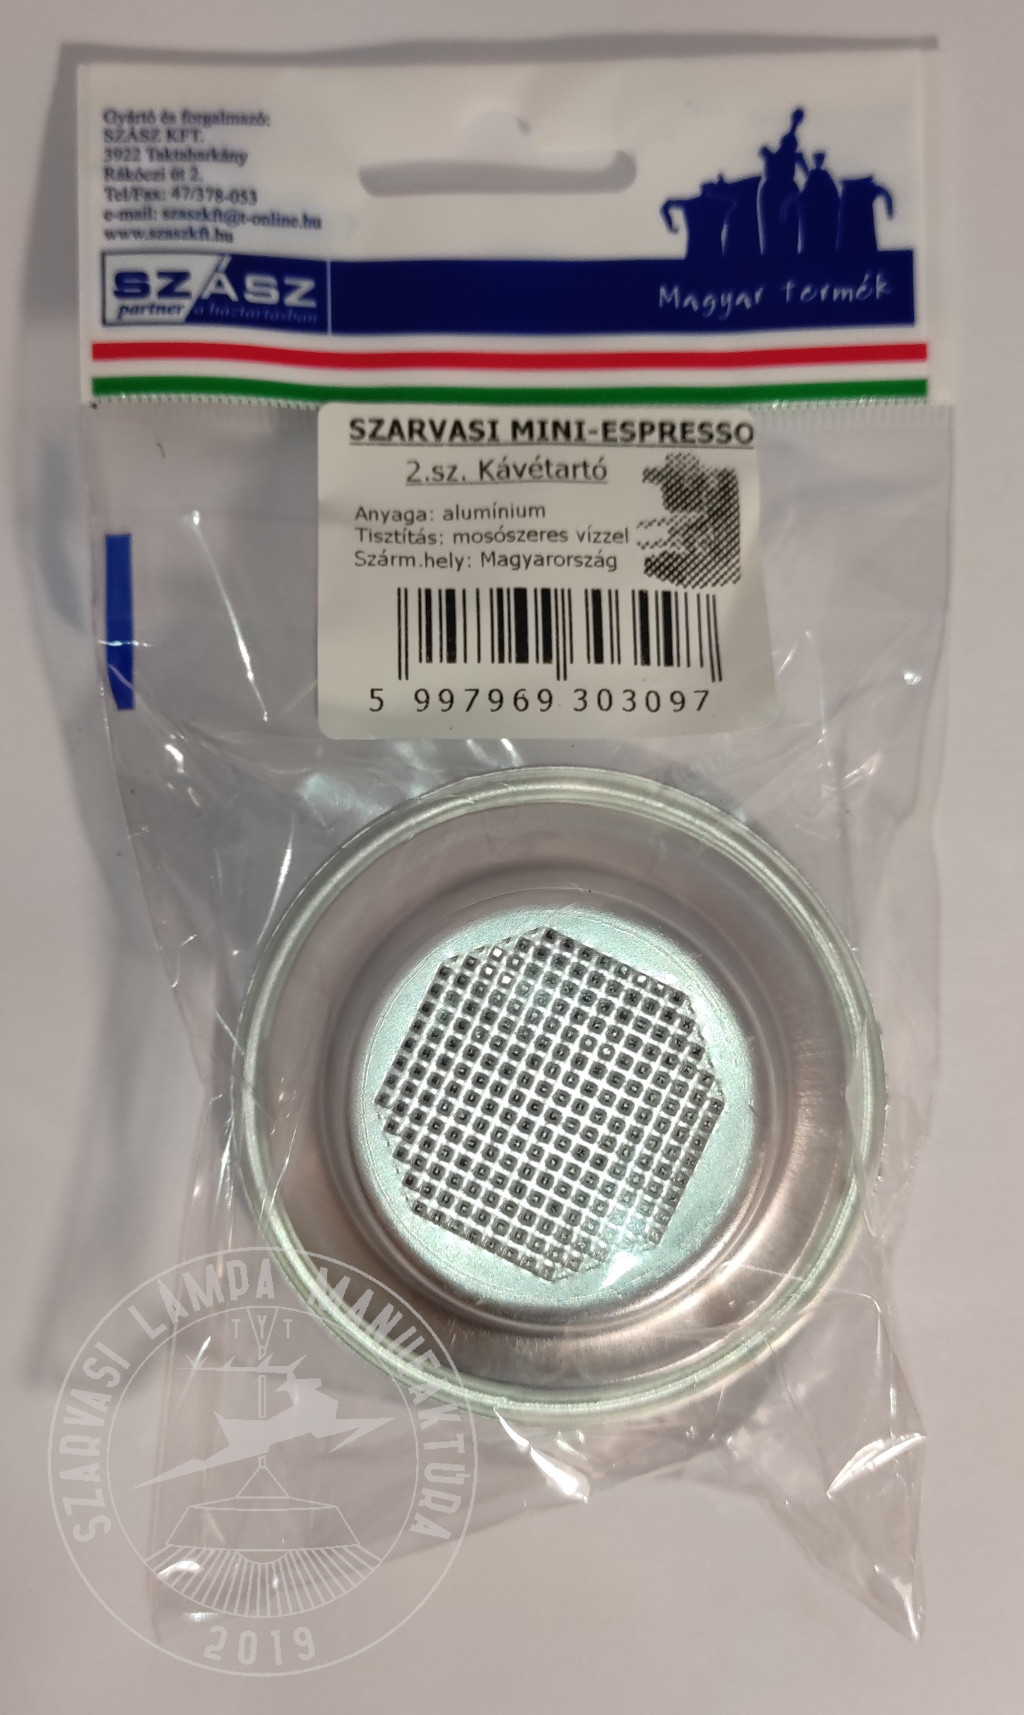 Gyártó és forgalmazó:
SZÁSZ KFT.
3922 Taktaharkány
Rákóczi út 2.
Tel/Fax: 47/378-053
e-mail: szaszkft@t-online.hu
www.szaszkft.hu
SZÁSZ
partner a háztartásban
Magyar termék
SZARVASI MINI-ESPRESSO
2.sz. Kávétartó
Anyaga: alumínium
Tisztítás: mosószeres vízzel
Szárm.hely: Magyarország
5 997969 303097
SZARVASI LÁMPA MANUFAKTÚRA
TYT
2019